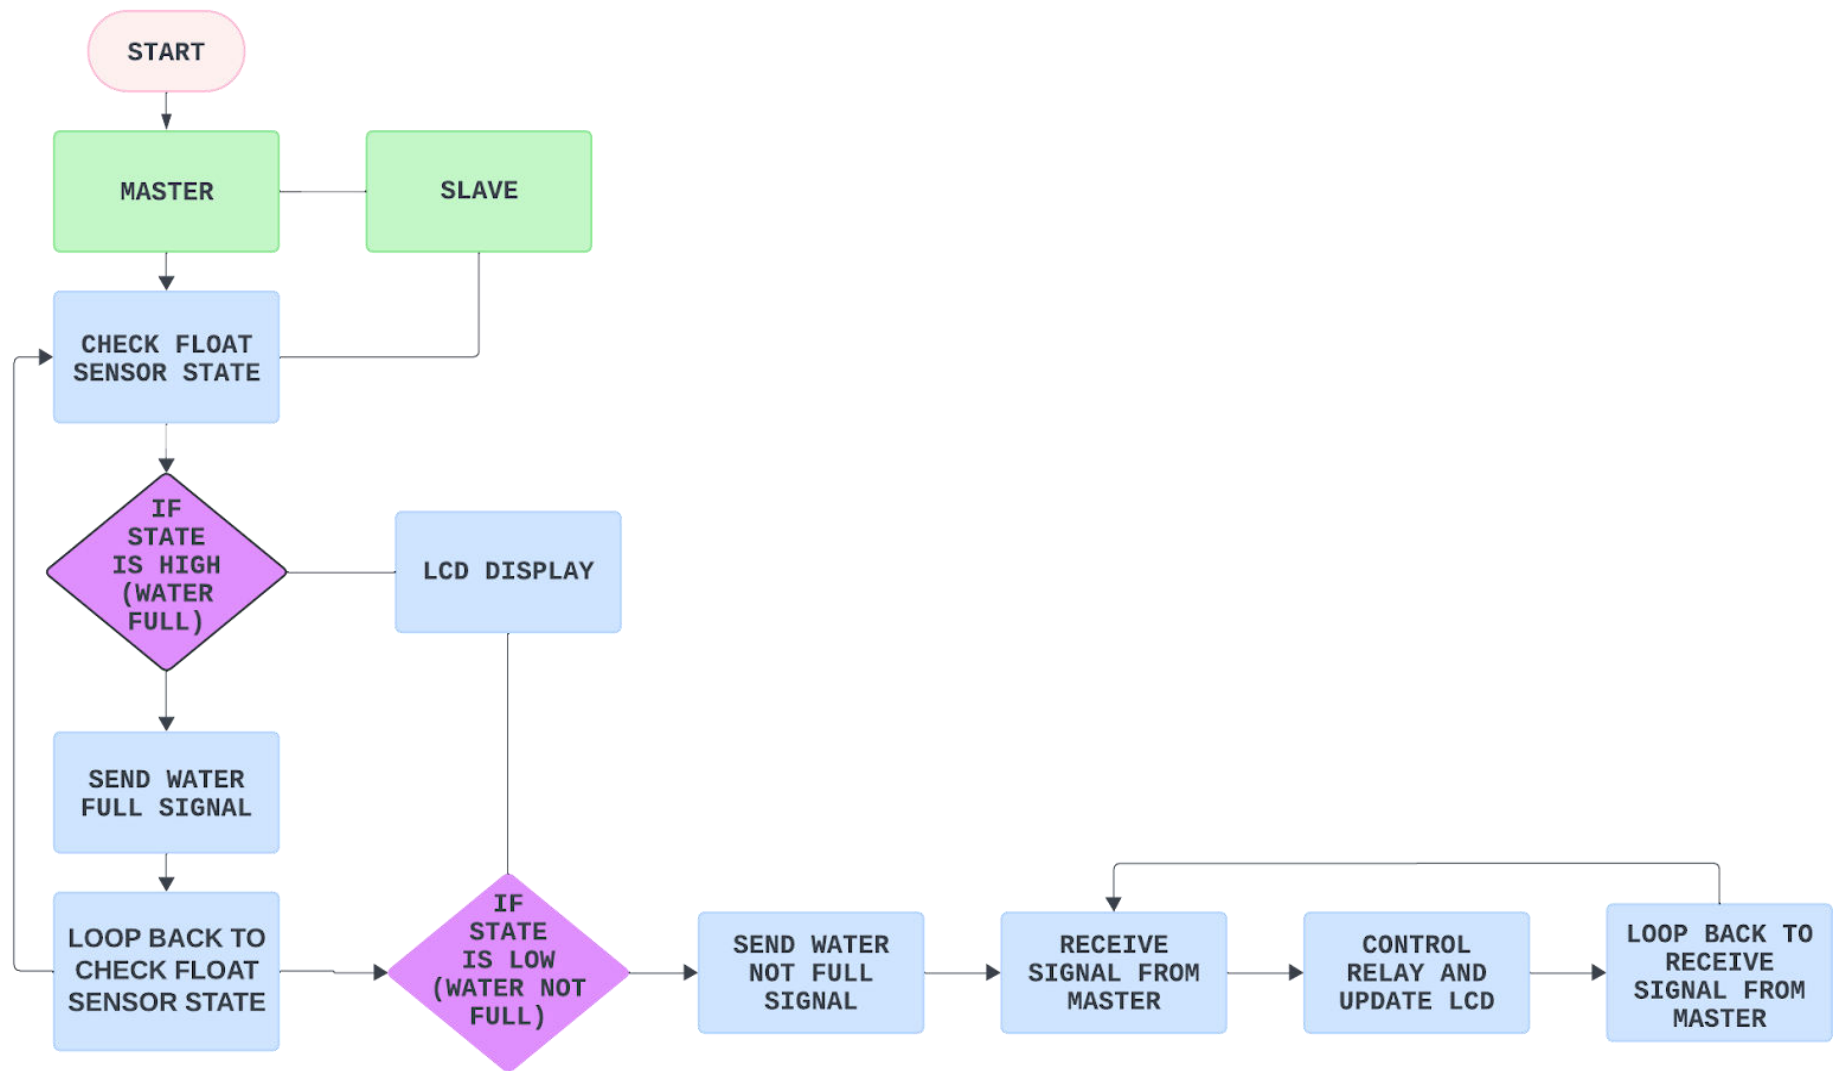 START
MASTER
SLAVE
CHECK FLOAT
SENSOR STATE
IF
STATE
IS HIGH
(WATER
FULL)
LCD DISPLAY
SEND WATER
FULL SIGNAL
LOOP BACK TO
CHECK FLOAT
SENSOR STATE
IF
STATE
IS LOW
(WATER NOT
FULL)
SEND WATER
NOT FULL
SIGNAL
RECEIVE
SIGNAL FROM
MASTER
CONTROL
RELAY AND
UPDATE LCD
LOOP BACK TO
RECEIVE
SIGNAL FROM
MASTER